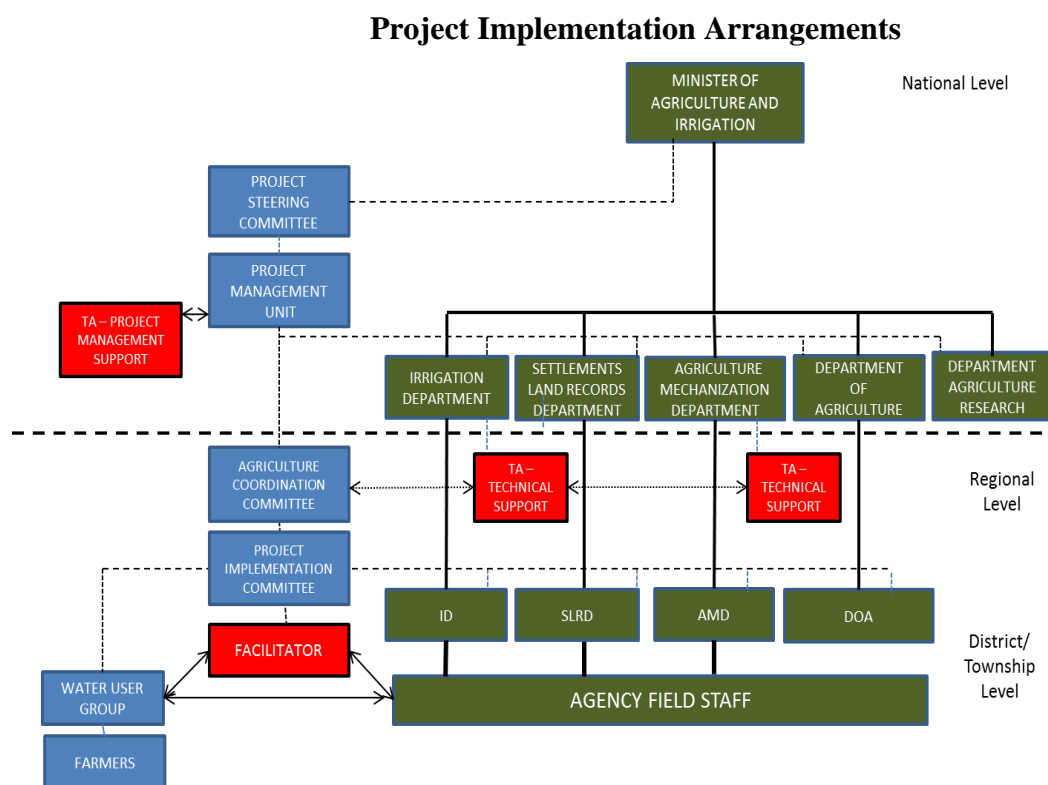 Project Implementation Arrangements
MINISTER OF
AGRICULTURE AND
IRRIGATION
National Level
PROJECT
STEERING
COMMITTEE
PROJECT
MANAGEMENT
UNIT
TA – PROJECT
MANAGEMENT
SUPPORT
IRRIGATION
DEPARTMENT
SETTLEMENTS
LAND RECORDS
DEPARTMENT
AGRICULTURE
MECHANIZATION
DEPARTMENT
DEPARTMENT
OF
AGRICULTURE
DEPARTMENT
AGRICULTURE
RESEARCH
AGRICULTURE
COORDINATION
COMMITTEE
TA –
TECHNICAL
SUPPORT
TA –
TECHNICAL
SUPPORT
Regional
Level
PROJECT
IMPLEMENTATION
COMMITTEE
ID
SLRD
AMD
DOA
FACILITATOR
District/
Township
Level
WATER USER
GROUP
AGENCY FIELD STAFF
FARMERS